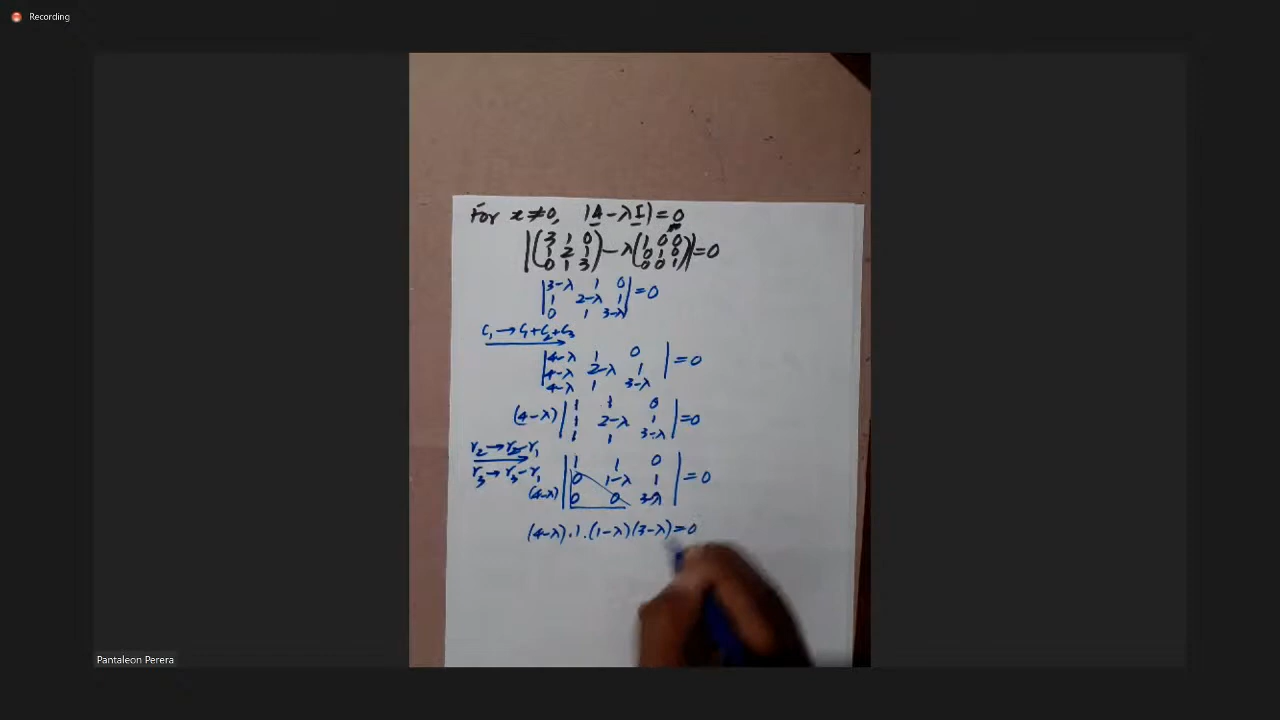 Recording
For x ≠ 0, |A - λI| = 0
|(3 1 0) - λ(1 0 0)| = 0
1 2 1 0 1 0
0 1 3 0 0 1
|3-λ 1 0| = 0
1 2-λ 1
0 1 3-λ
C₁ → C₁+C₂+C₃
|4-λ 1 0| = 0
4-λ 2-λ 1
4-λ 1 3-λ
(4-λ) |1 1 0| = 0
1 2-λ 1
1 1 3-λ
r₂ → r₂-r₁
r₃ → r₃-r₁
(4-λ) |1 1 0| = 0
0 1-λ 1
0 0 3-λ
(4-λ).1.(1-λ)(3-λ)=0
Pantaleon Perera